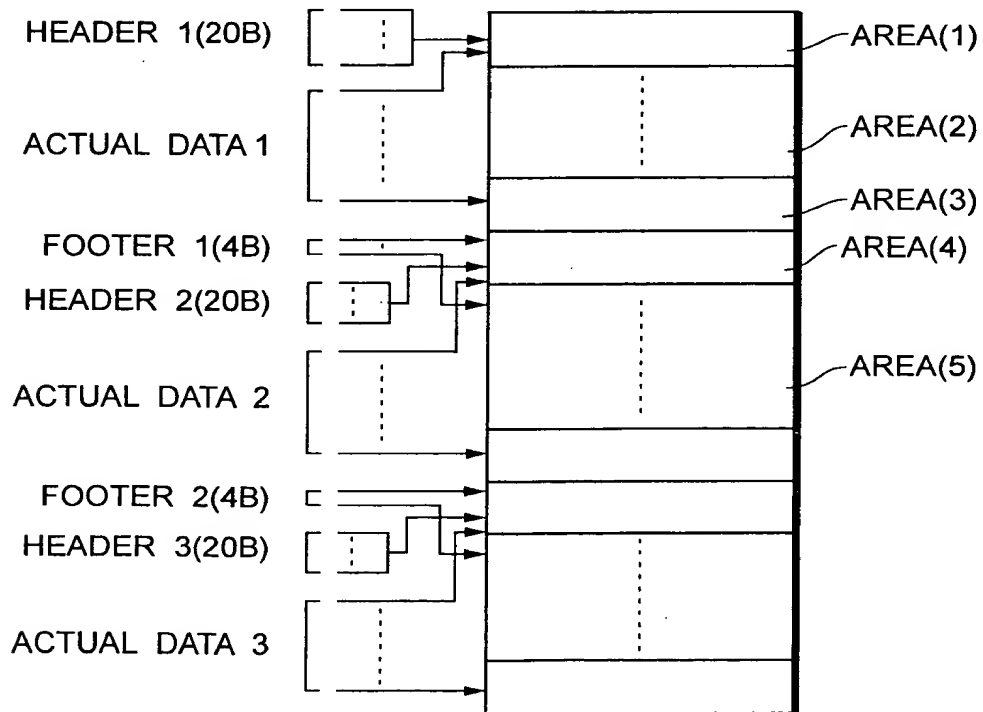 HEADER 1(20B)
AREA(1)
ACTUAL DATA 1
AREA(2)
AREA(3)
FOOTER 1(4B)
AREA(4)
HEADER 2(20B)
ACTUAL DATA 2
AREA(5)
FOOTER 2(4B)
HEADER 3(20B)
ACTUAL DATA 3